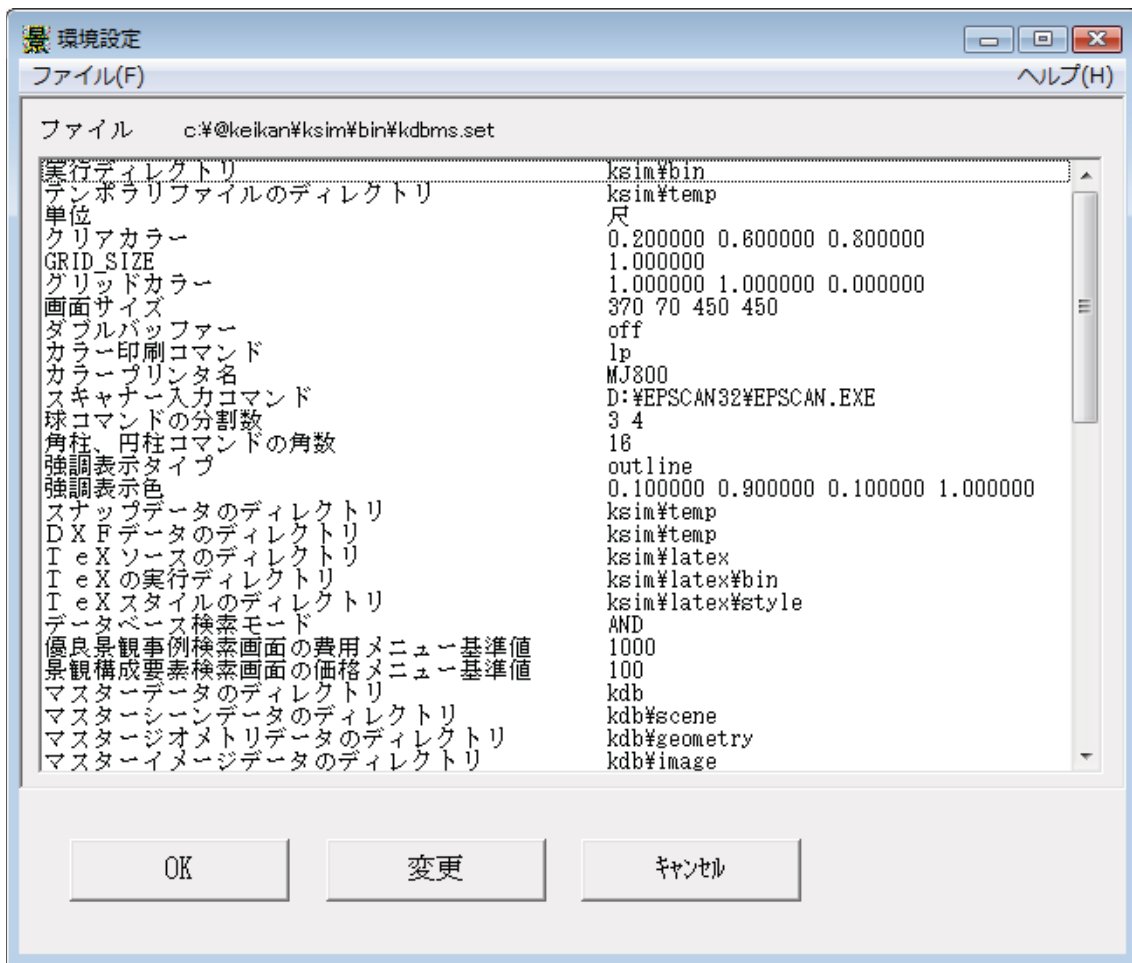 景 環境設定
ファイル(F) ヘルプ(H)
ファイル c:¥@keikan¥ksim¥bin¥kdbms.set
実行ディレクトリ ksim¥bin
テンポラリファイルのディレクトリ ksim¥temp
単位 尺
クリアカラー 0.200000 0.600000 0.800000
GRID_SIZE 1.000000
グリッドカラー 1.000000 1.000000 0.000000
画面サイズ 370 70 450 450
ダブルバッファー off
カラー印刷コマンド lp
カラープリンタ名 MJ800
スキャナー入力コマンド D:¥EPSCAN32¥EPSCAN.EXE
球コマンドの分割数 3 4
角柱、円柱コマンドの角数 16
強調表示タイプ outline
強調表示色 0.100000 0.900000 0.100000 1.000000
スナップデータのディレクトリ ksim¥temp
ＤＸＦデータのディレクトリ ksim¥temp
ＴｅＸソースのディレクトリ ksim¥latex
ＴｅＸの実行ディレクトリ ksim¥latex¥bin
ＴｅＸスタイルのディレクトリ ksim¥latex¥style
データベース検索モード AND
優良景観事例検索画面の費用メニュー基準値 1000
景観構成要素検索画面の価格メニュー基準値 100
マスターデータのディレクトリ kdb
マスターシーンデータのディレクトリ kdb¥scene
マスタージオメトリデータのディレクトリ kdb¥geometry
マスターイメージデータのディレクトリ kdb¥image
OK 変更 ｷｬﾝｾﾙ